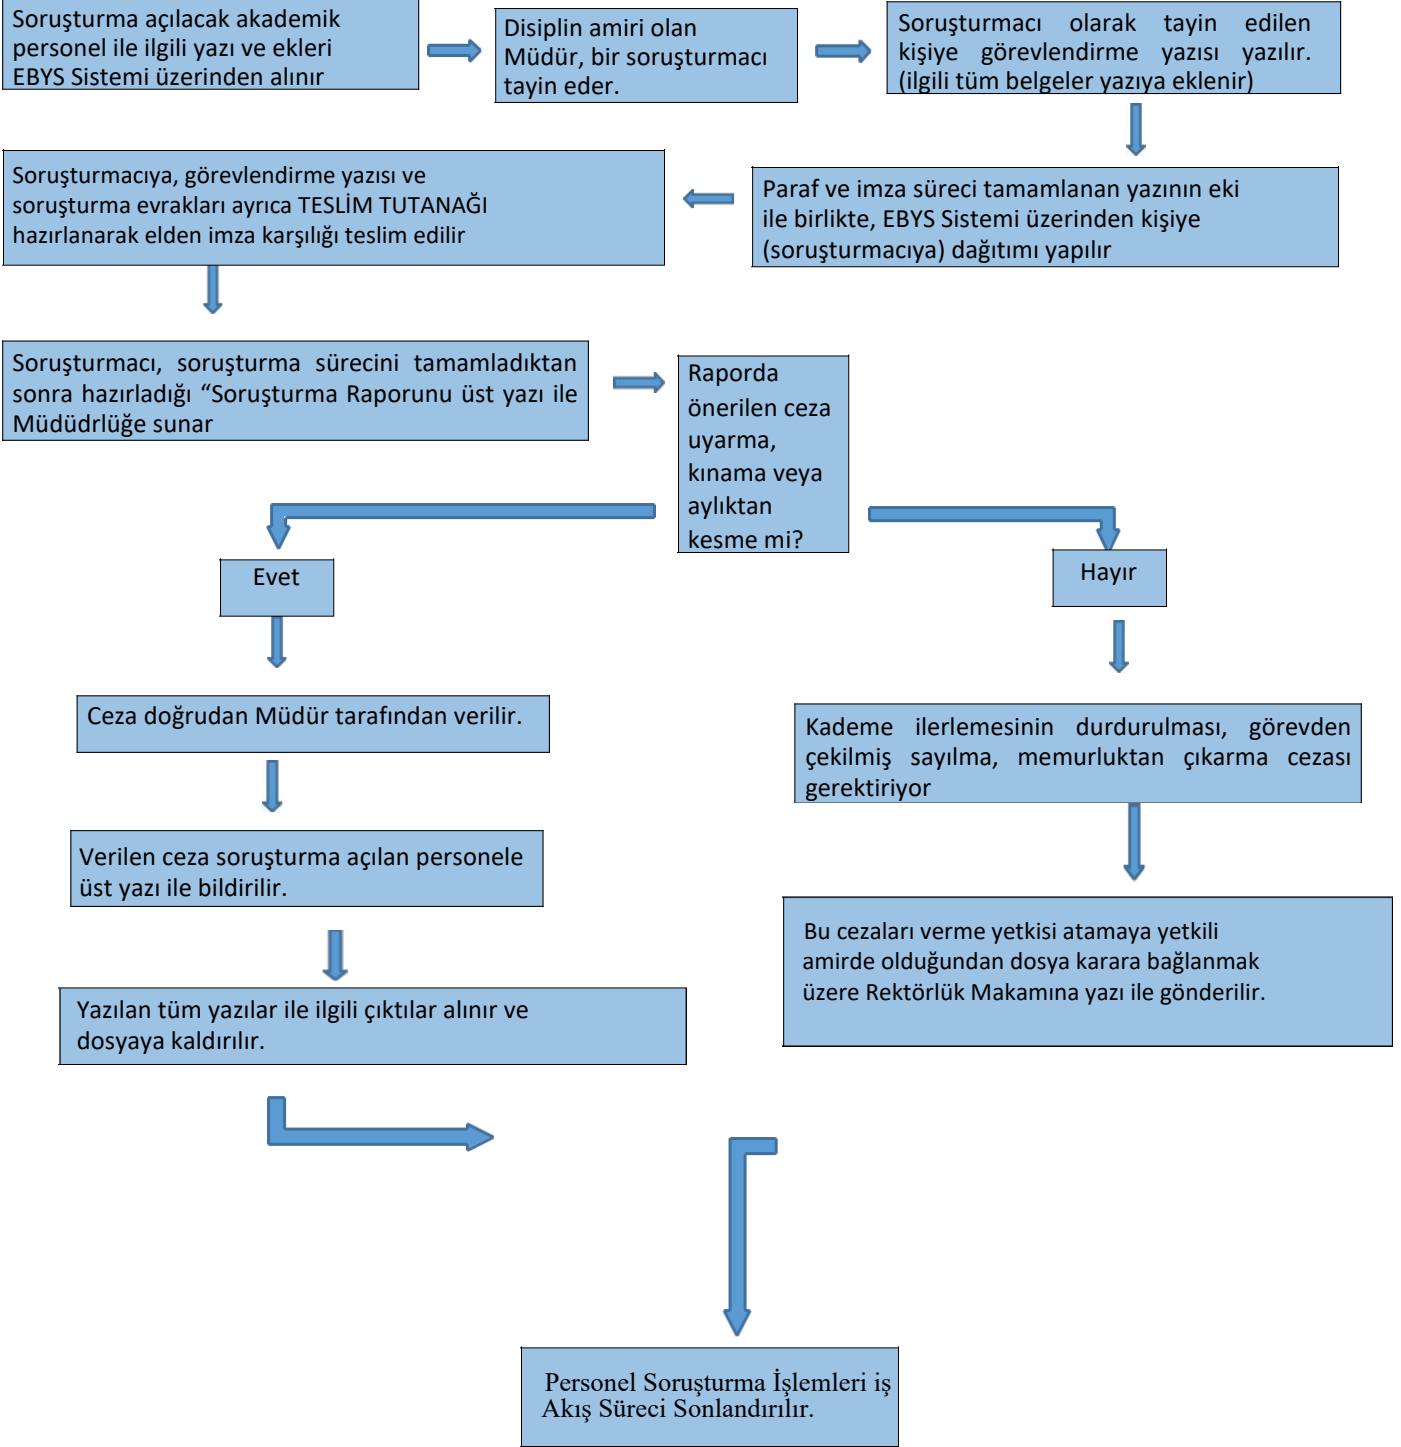 Soruşturma açılacak akademik
personel ile ilgili yazı ve ekleri
EBYS Sistemi üzerinden alınır
Disiplin amiri olan
Müdür, bir soruşturmacı
tayin eder.
Soruşturmacı olarak tayin edilen
kişiye görevlendirme yazısı yazılır.
(ilgili tüm belgeler yazıya eklenir)
Paraf ve imza süreci tamamlanan yazının eki
ile birlikte, EBYS Sistemi üzerinden kişiye
(soruşturmacıya) dağıtımı yapılır
Soruşturmacıya, görevlendirme yazısı ve
soruşturma evrakları ayrıca TESLİM TUTANAĞI
hazırlanarak elden imza karşılığı teslim edilir
Soruşturmacı, soruşturma sürecini tamamladıktan
sonra hazırladığı “Soruşturma Raporunu üst yazı ile
Müdüdrlüğe sunar
Raporda
önerilen ceza
uyarma,
kınama veya
aylıktan
kesme mi?
Evet
Hayır
Ceza doğrudan Müdür tarafından verilir.
Verilen ceza soruşturma açılan personele
üst yazı ile bildirilir.
Yazılan tüm yazılar ile ilgili çıktılar alınır ve
dosyaya kaldırılır.
Kademe ilerlemesinin durdurulması, görevden
çekilmiş sayılma, memurluktan çıkarma cezası
gerektiriyor
Bu cezaları verme yetkisi atamaya yetkili
amirde olduğundan dosya karara bağlanmak
üzere Rektörlük Makamına yazı ile gönderilir.
Personel Soruşturma İşlemleri iş
Akış Süreci Sonlandırılır.